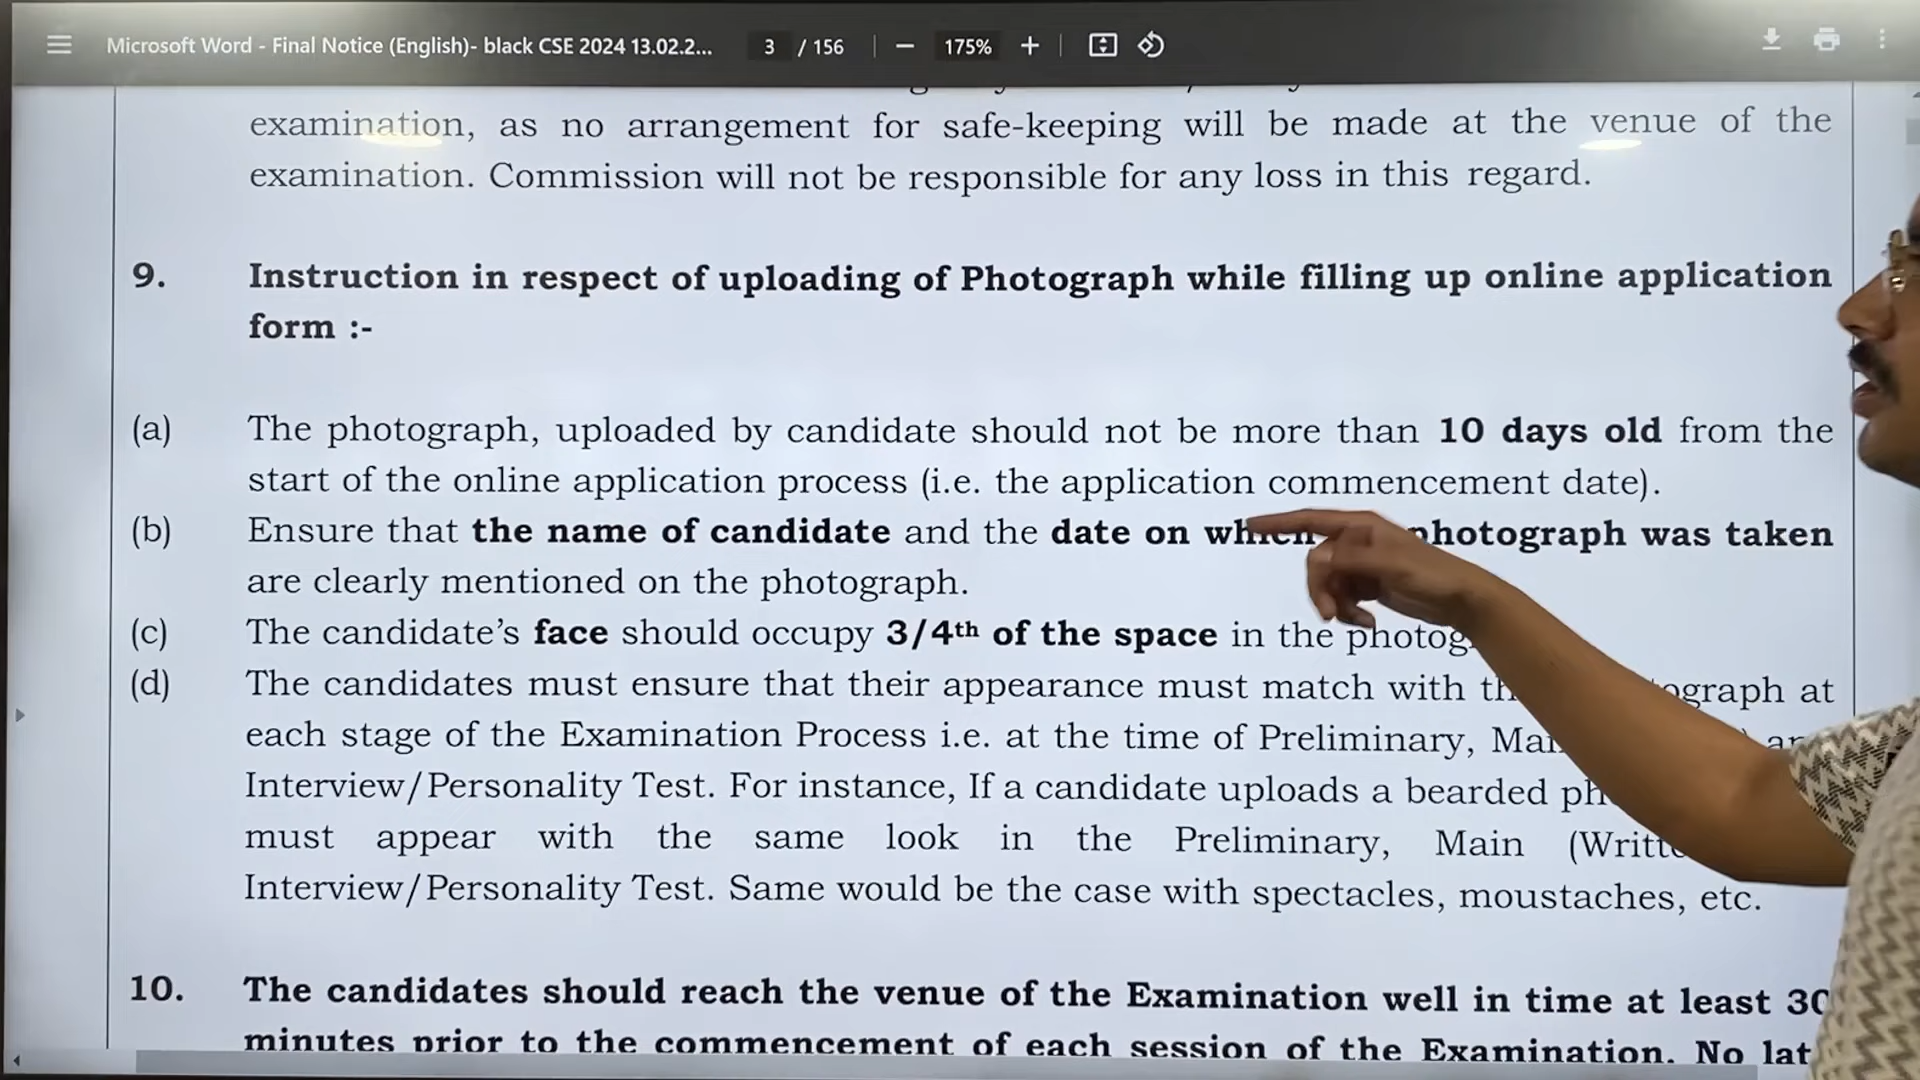 Microsoft Word - Final Notice (English)- black CSE 2024 13.02.2... 3 / 156 — 175% +
examination, as no arrangement for safe-keeping will be made at the venue of the
examination. Commission will not be responsible for any loss in this regard.
9. Instruction in respect of uploading of Photograph while filling up online application
form :-
(a) The photograph, uploaded by candidate should not be more than 10 days old from the
start of the online application process (i.e. the application commencement date).
(b) Ensure that the name of candidate and the date on which photograph was taken
are clearly mentioned on the photograph.
(c) The candidate’s face should occupy 3/4th of the space in the
(d) The candidates must ensure that their appearance must match with at
each stage of the Examination Process i.e. at the time of Preliminary,
Interview/Personality Test. For instance, If a candidate uploads a bearded
must appear with the same look in the Preliminary, Main
Interview/Personality Test. Same would be the case with spectacles, moustaches, etc.
10. The candidates should reach the venue of the Examination well in time at least 30
minutes prior to the commencement of each session of the Examination. No